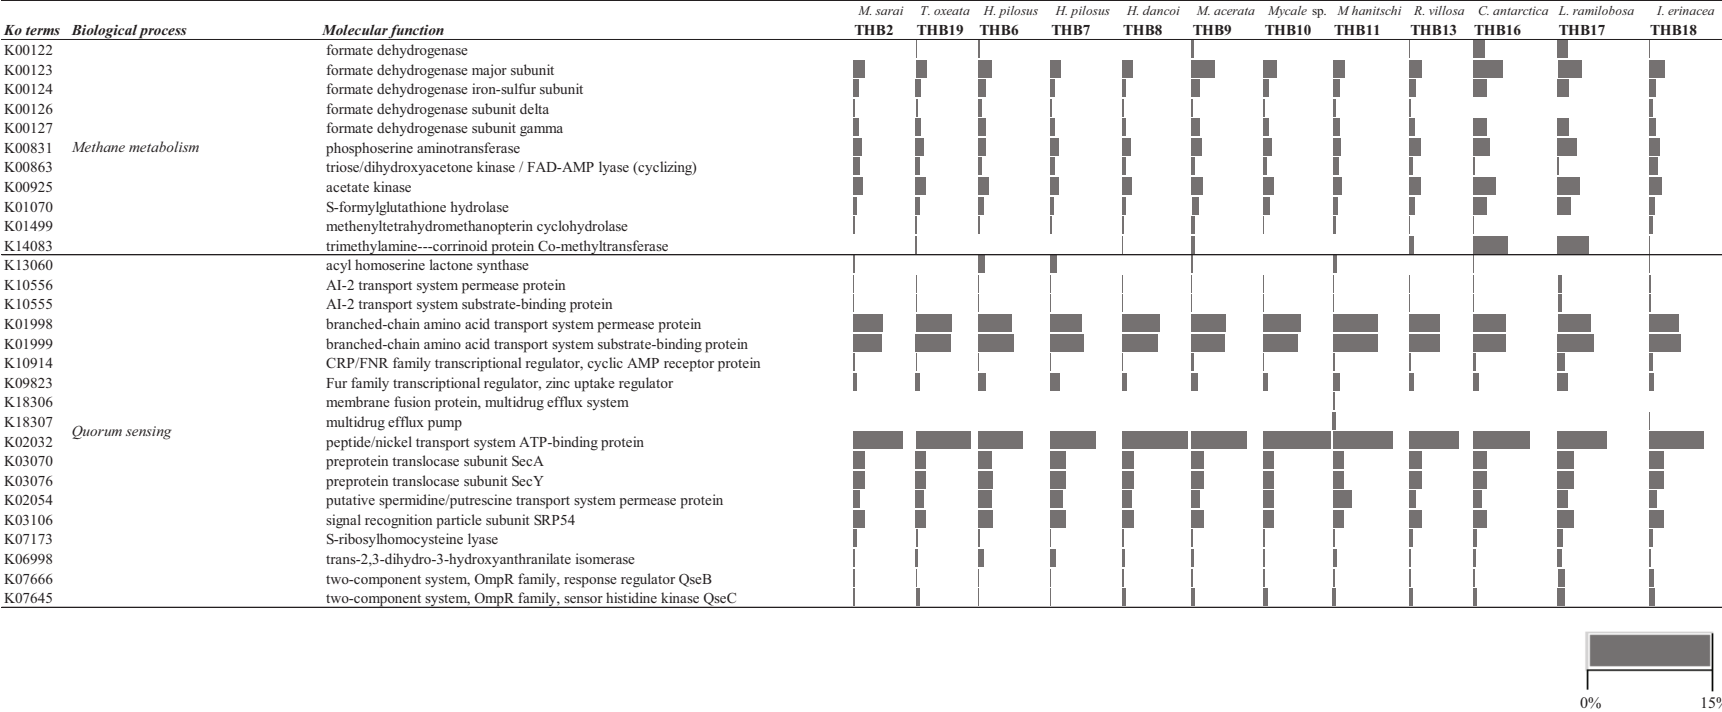 M. sarai T. oxeata H. pilosus H. pilosus H. dancoi M. acerata Mycale sp. M hanitschi R. villosa C. antarctica L. ramilobosa I. erinacea
Ko terms Biological process Molecular function THB2 THB19 THB6 THB7 THB8 THB9 THB10 THB11 THB13 THB16 THB17 THB18
K00122 formate dehydrogenase
K00123 formate dehydrogenase major subunit
K00124 formate dehydrogenase iron-sulfur subunit
K00126 formate dehydrogenase subunit delta
K00127 formate dehydrogenase subunit gamma
K00831 Methane metabolism phosphoserine aminotransferase
K00863 triose/dihydroxyacetone kinase / FAD-AMP lyase (cyclizing)
K00925 acetate kinase
K01070 S-formylglutathione hydrolase
K01499 methenyltetrahydromethanopterin cyclohydrolase
K14083 trimethylamine---corrinoid protein Co-methyltransferase
K13060 acyl homoserine lactone synthase
K10556 AI-2 transport system permease protein
K10555 AI-2 transport system substrate-binding protein
K01998 branched-chain amino acid transport system permease protein
K01999 branched-chain amino acid transport system substrate-binding protein
K10914 CRP/FNR family transcriptional regulator, cyclic AMP receptor protein
K09823 Fur family transcriptional regulator, zinc uptake regulator
K18306 membrane fusion protein, multidrug efflux system
K18307 multidrug efflux pump
Quorum sensing
K02032 peptide/nickel transport system ATP-binding protein
K03070 preprotein translocase subunit SecA
K03076 preprotein translocase subunit SecY
K02054 putative spermidine/putrescine transport system permease protein
K03106 signal recognition particle subunit SRP54
K07173 S-ribosylhomocysteine lyase
K06998 trans-2,3-dihydro-3-hydroxyanthranilate isomerase
K07666 two-component system, OmpR family, response regulator QseB
K07645 two-component system, OmpR family, sensor histidine kinase QseC
0% 15%